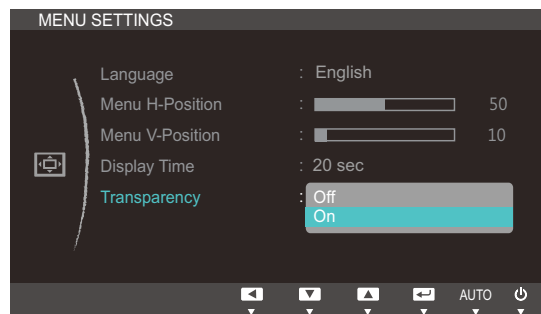 MENU SETTINGS
Language : English
Menu H-Position : 50
Menu V-Position : 10
Display Time : 20 sec
Transparency : Off
On
AUTO